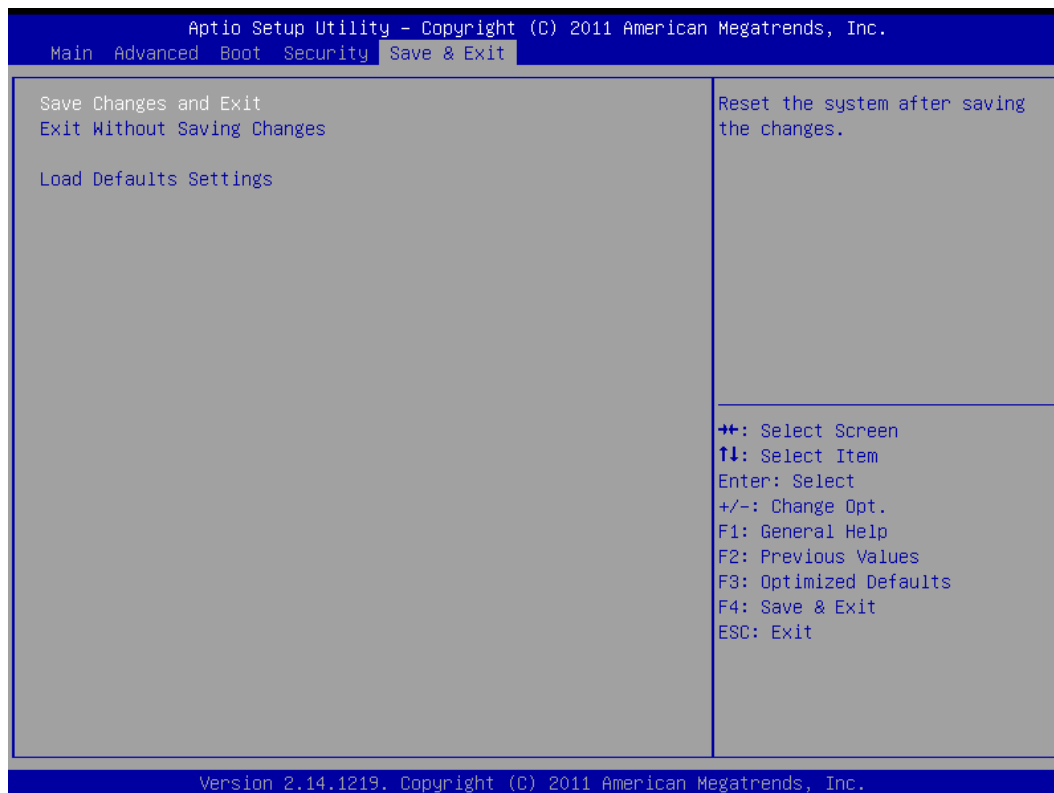 Aptio Setup Utility – Copyright (C) 2011 American Megatrends, Inc.
Main Advanced Boot Security Save & Exit
Save Changes and Exit
Exit Without Saving Changes
Load Defaults Settings
Reset the system after saving
the changes.
→←: Select Screen
↑↓: Select Item
Enter: Select
+/-: Change Opt.
F1: General Help
F2: Previous Values
F3: Optimized Defaults
F4: Save & Exit
ESC: Exit
Version 2.14.1219. Copyright (C) 2011 American Megatrends, Inc.